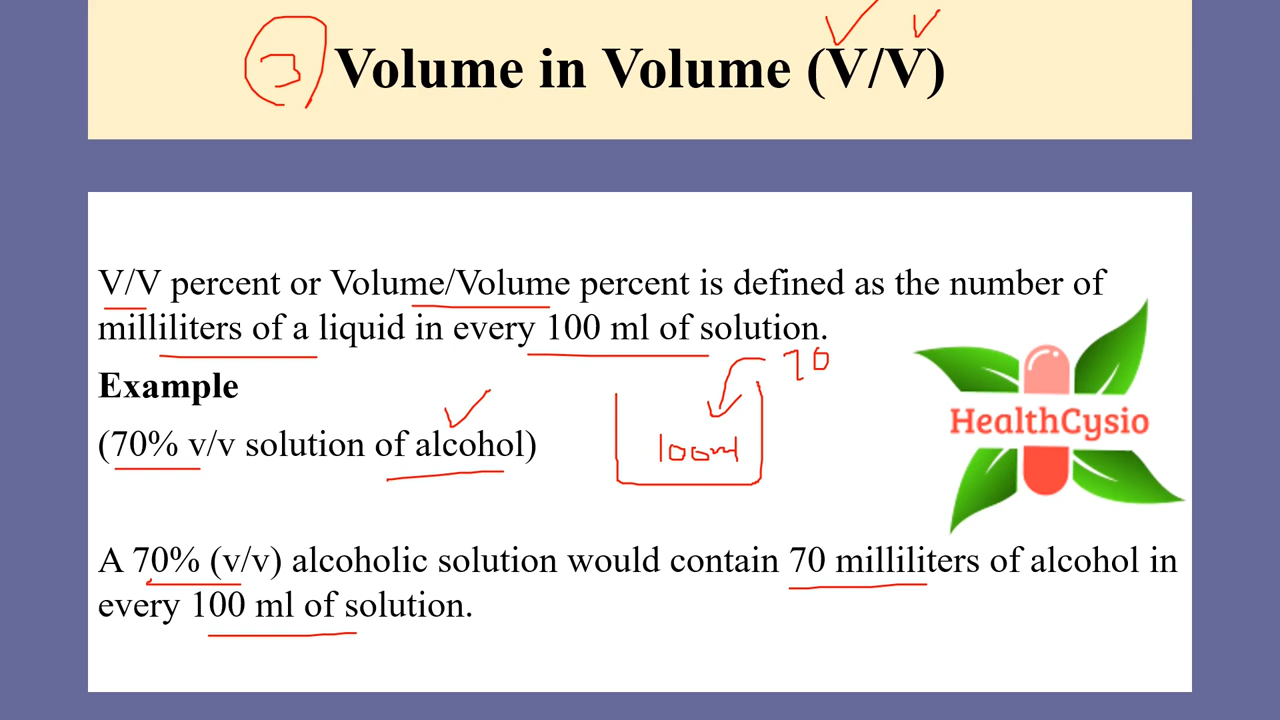 3 Volume in Volume (V/V)
V/V percent or Volume/Volume percent is defined as the number of
milliliters of a liquid in every 100 ml of solution.
70
Example
HealthCysio
(70% v/v solution of alcohol)
100ml
A 70% (v/v) alcoholic solution would contain 70 milliliters of alcohol in
every 100 ml of solution.